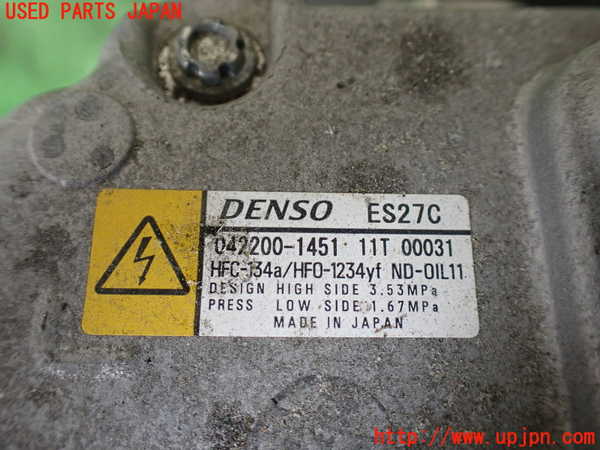 USED PARTS JAPAN
DENSO ES27C
042200-1451 11T 00031
HFC-134a/HFO-1234yf ND-OIL11
DESIGN HIGH SIDE 3.53MPa
PRESS LOW SIDE 1.67MPa
MADE IN JAPAN
http://www.upjpn.com/